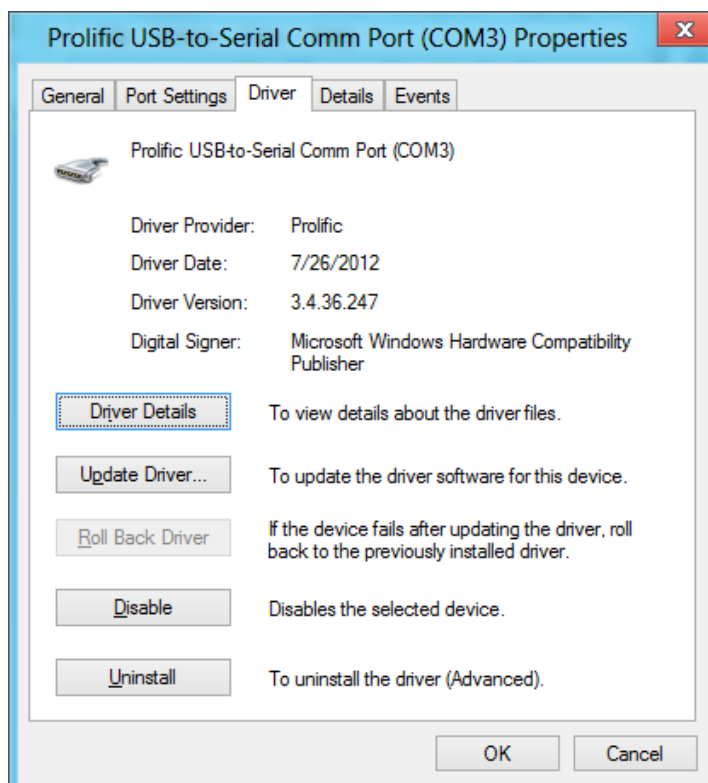 Prolific USB-to-Serial Comm Port (COM3) Properties
x
General Port Settings Driver Details Events
Prolific USB-to-Serial Comm Port (COM3)
Driver Provider: Prolific
Driver Date: 7/26/2012
Driver Version: 3.4.36.247
Digital Signer: Microsoft Windows Hardware Compatibility
Publisher
Driver Details To view details about the driver files.
Update Driver... To update the driver software for this device.
Roll Back Driver If the device fails after updating the driver, roll
back to the previously installed driver.
Disable Disables the selected device.
Uninstall To uninstall the driver (Advanced).
OK Cancel